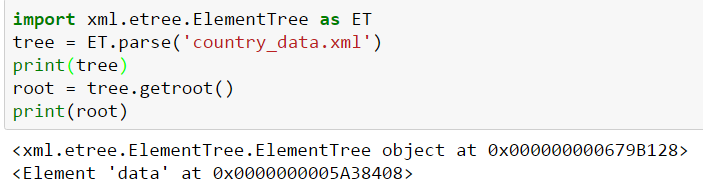 import xml.etree.ElementTree as ET
tree = ET.parse('country_data.xml')
print(tree)
root = tree.getroot()
print(root)
<xml.etree.ElementTree.ElementTree object at 0x000000000679B128>
<Element 'data' at 0x0000000005A38408>